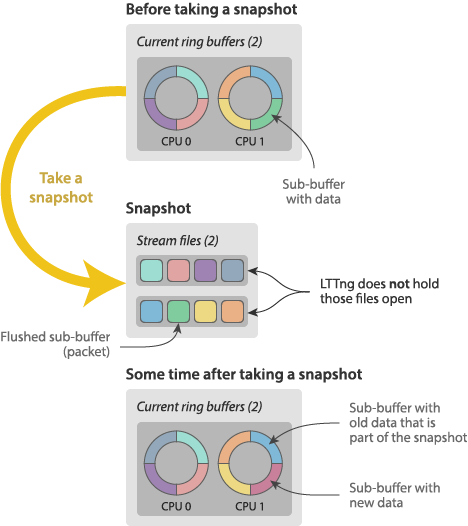 Before taking a snapshot
Current ring buffers (2)
CPU 0
CPU 1
Take a
snapshot
Sub-buffer
with data
Snapshot
Stream files (2)
LTTng does not hold
those files open
Flushed sub-buffer
(packet)
Some time after taking a snapshot
Current ring buffers (2)
CPU 0
CPU 1
Sub-buffer with
old data that is
part of the snapshot
Sub-buffer with
new data